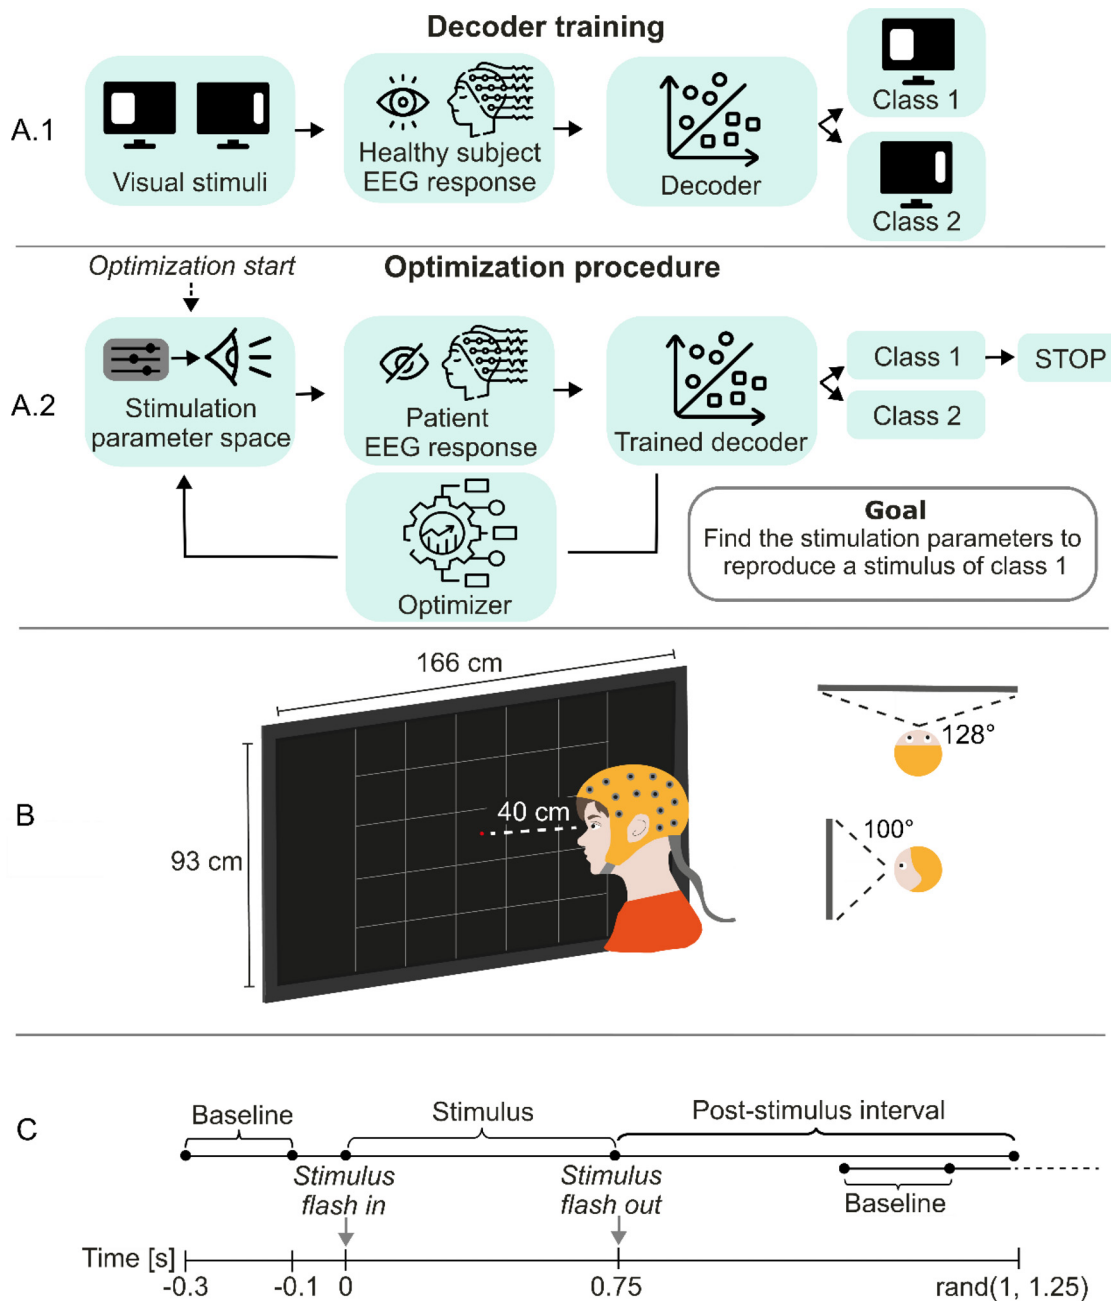 Decoder training
A.1
Visual stimuli
Healthy subject
EEG response
Decoder
Class 1
Class 2
Optimization start
Optimization procedure
A.2
Stimulation
parameter space
Patient
EEG response
Trained decoder
Class 1
STOP
Class 2
Optimizer
Goal
Find the stimulation parameters to
reproduce a stimulus of class 1
B
166 cm
93 cm
40 cm
128°
100°
C
Baseline
Stimulus
Post-stimulus interval
Stimulus
flash in
Stimulus
flash out
Baseline
Time [s]
-0.3
-0.1
0
0.75
rand(1, 1.25)